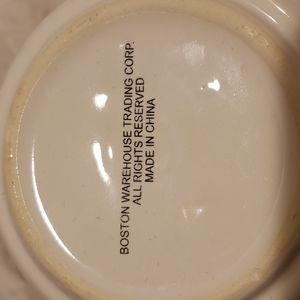 BOSTON WAREHOUSE TRADING CORP.
ALL RIGHTS RESERVED
MADE IN CHINA